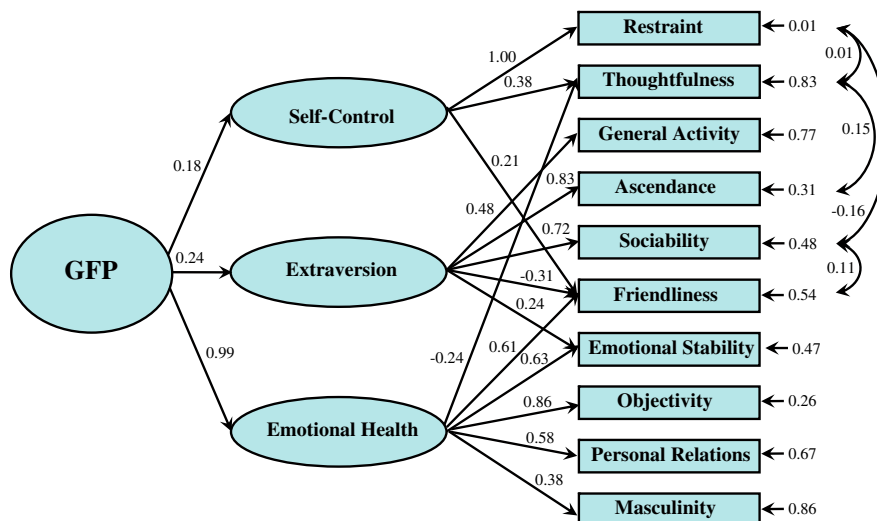 Restraint
0.01
0.01
1.00
Thoughtfulness
0.83
0.38
Self-Control
General Activity
0.77
0.15
0.18
0.21
0.83
Ascendance
0.31
0.48
-0.16
0.72
Sociability
0.48
GFP
0.24
Extraversion
-0.31
0.11
Friendliness
0.54
0.24
0.61
0.63
Emotional Stability
0.47
0.99
-0.24
0.86
Objectivity
0.26
Emotional Health
0.58
Personal Relations
0.67
0.38
Masculinity
0.86